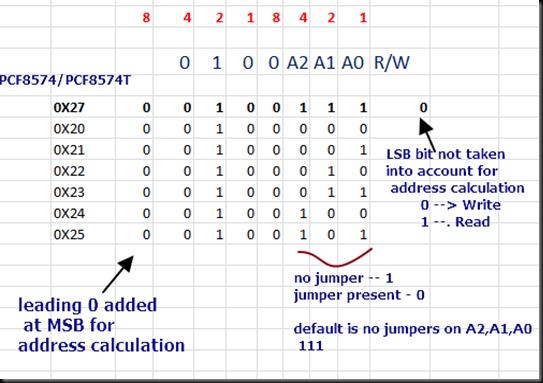 8 4 2 1 8 4 2 1
0 1 0 0 A2 A1 A0 R/W
PCF8574/PCF8574T
0X27 0 0 1 0 0 1 1 1 0
0X20 0 0 1 0 0 0 0 0
0X21 0 0 1 0 0 0 0 1
0X22 0 0 1 0 0 0 1 0
0X23 0 0 1 0 0 0 1 1
0X24 0 0 1 0 0 1 0 0
0X25 0 0 1 0 0 1 0 1
LSB bit not taken
into account for
address calculation
0 --> Write
1 --. Read
no jumper -- 1
jumper present - 0
default is no jumpers on A2,A1,A0
111
leading 0 added
at MSB for
address calculation